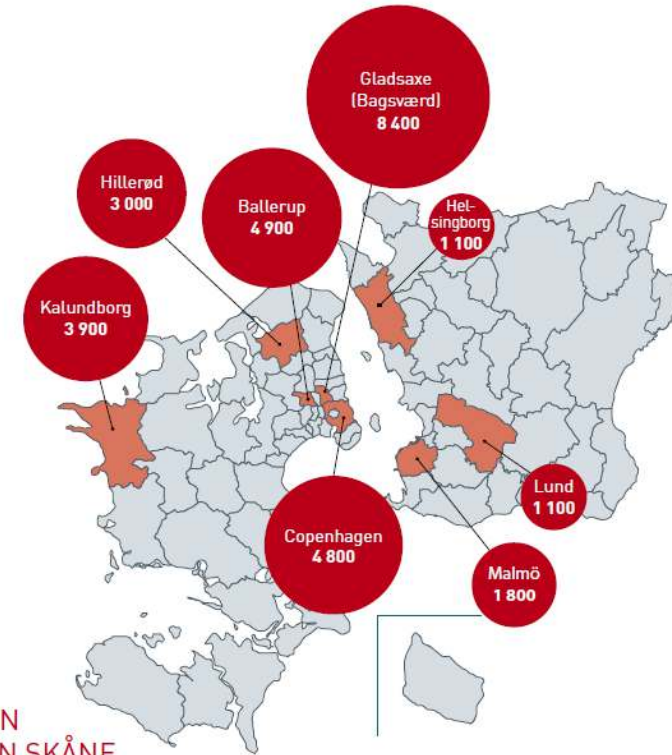 Gladsaxe
(Bagsværd)
8 400
Hillerød
3 000
Ballerup
4 900
Hel-
singborg
1 100
Kalundborg
3 900
Lund
1 100
Copenhagen
4 800
Malmö
1 800
N
N SKÅNE